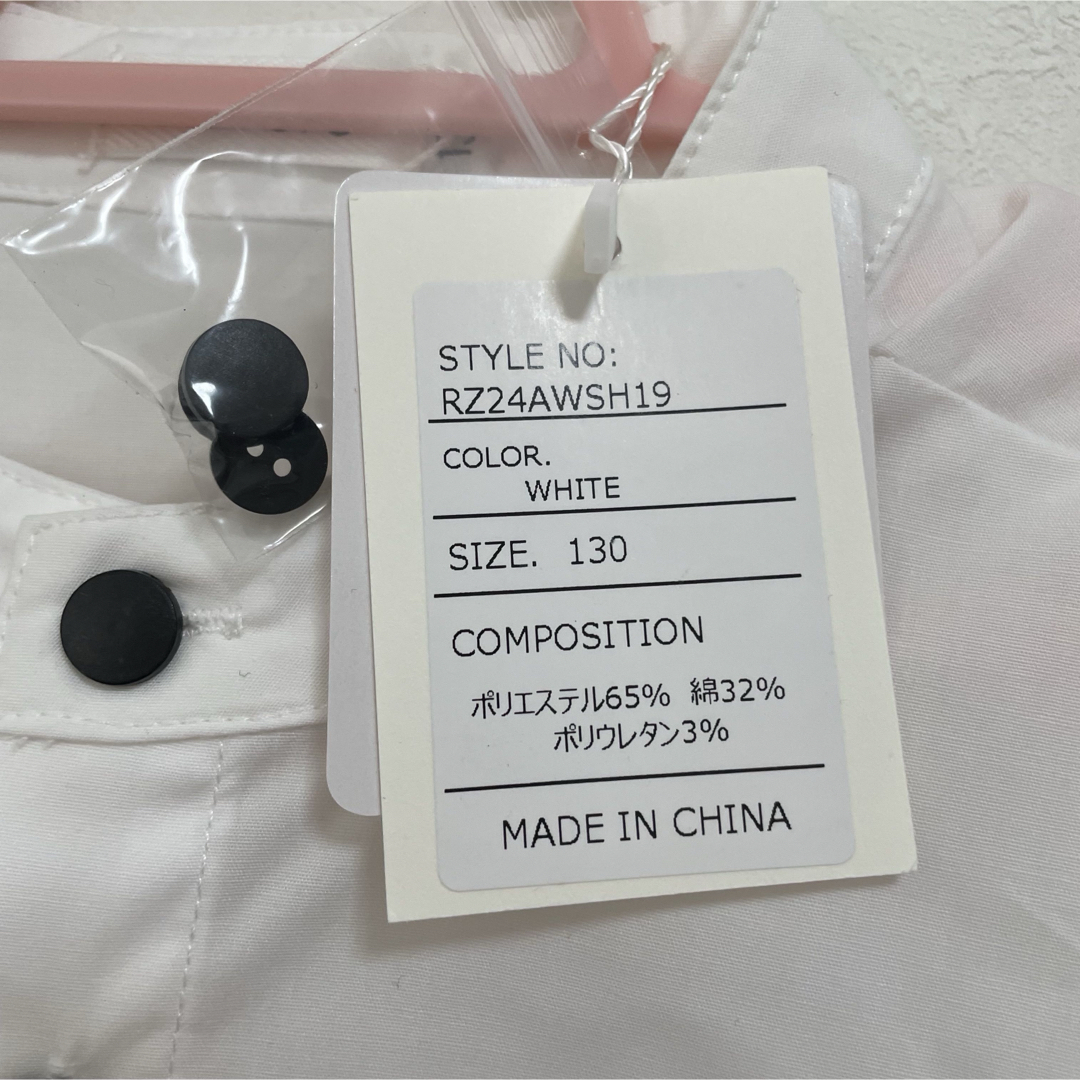 STYLE NO:
RZ24AWSH19
COLOR.
WHITE
SIZE. 130
COMPOSITION
ポリエステル65% 綿32%
ポリウレタン3%
MADE IN CHINA